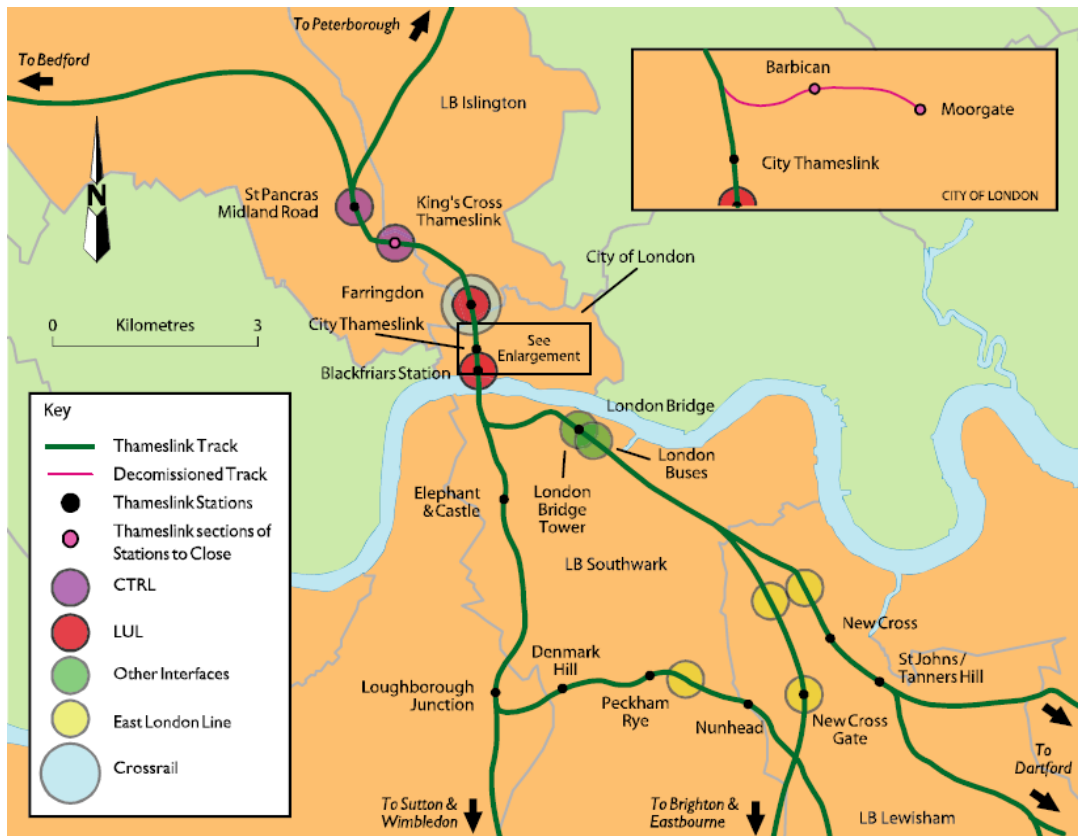 To Peterborough
To Bedford
LB Islington
Barbican
Moorgate
City Thameslink
CITY OF LONDON
N
St Pancras
Midland Road
King's Cross
Thameslink
City of London
Farringdon
0 Kilometres 3
City Thameslink
See
Enlargement
Blackfriars Station
Key
Thameslink Track
Decomissioned Track
Thameslink Stations
Thameslink sections of
Stations to Close
CTRL
LUL
Other Interfaces
East London Line
Crossrail
London Bridge
London
Buses
Elephant
& Castle
London
Bridge
Tower
LB Southwark
New Cross
Denmark
Hill
St Johns /
Tanners Hill
Loughborough
Junction
Peckham
Rye
Nunhead
New Cross
Gate
To
Dartford
To Sutton &
Wimbledon
To Brighton &
Eastbourne
LB Lewisham